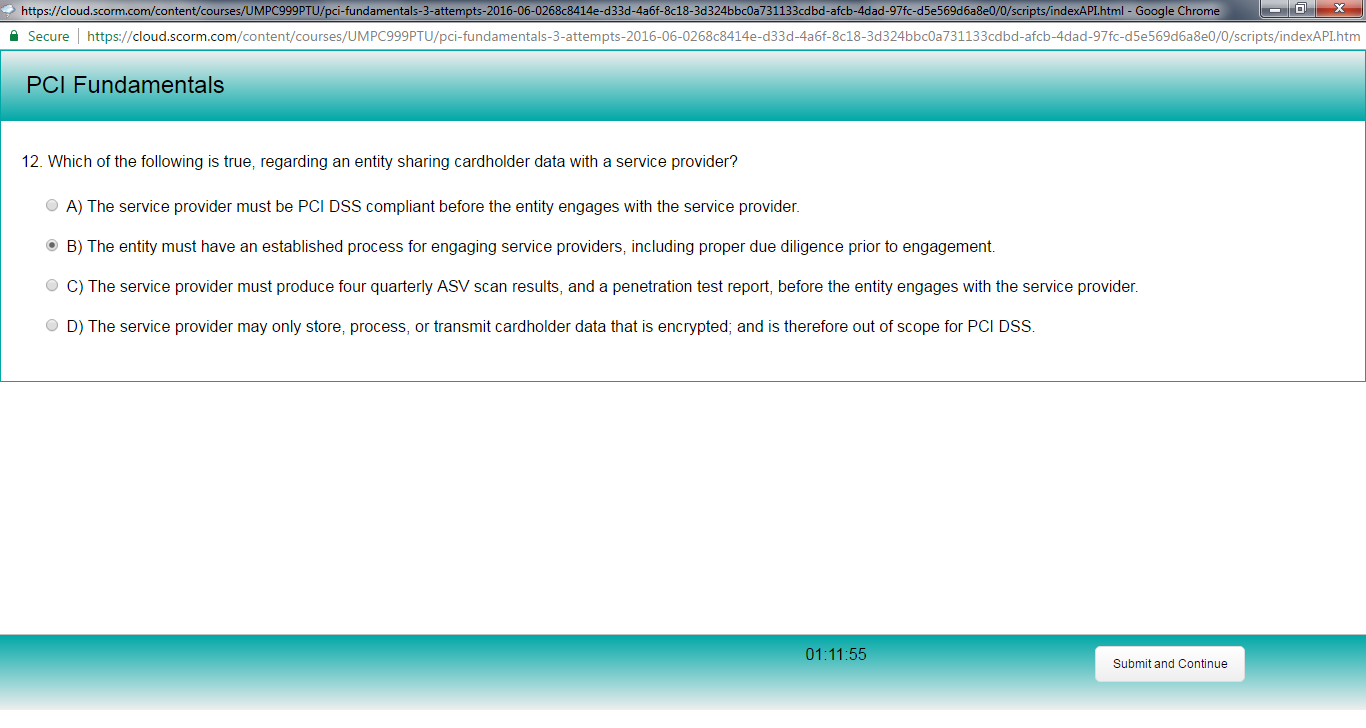 https://cloud.scorm.com/content/courses/UMPC999PTU/pci-fundamentals-3-attempts-2016-06-0268c8414e-d33d-4a6f-8c18-3d324bbc0a731133cdbd-afcb-4dad-97fc-d5e569d6a8e0/0/scripts/indexAPI.html - Google Chrome
Secure https://cloud.scorm.com/content/courses/UMPC999PTU/pci-fundamentals-3-attempts-2016-06-0268c8414e-d33d-4a6f-8c18-3d324bbc0a731133cdbd-afcb-4dad-97fc-d5e569d6a8e0/0/scripts/indexAPI.htm
PCI Fundamentals
12. Which of the following is true, regarding an entity sharing cardholder data with a service provider?
A) The service provider must be PCI DSS compliant before the entity engages with the service provider.
B) The entity must have an established process for engaging service providers, including proper due diligence prior to engagement.
C) The service provider must produce four quarterly ASV scan results, and a penetration test report, before the entity engages with the service provider.
D) The service provider may only store, process, or transmit cardholder data that is encrypted; and is therefore out of scope for PCI DSS.
01:11:55
Submit and Continue